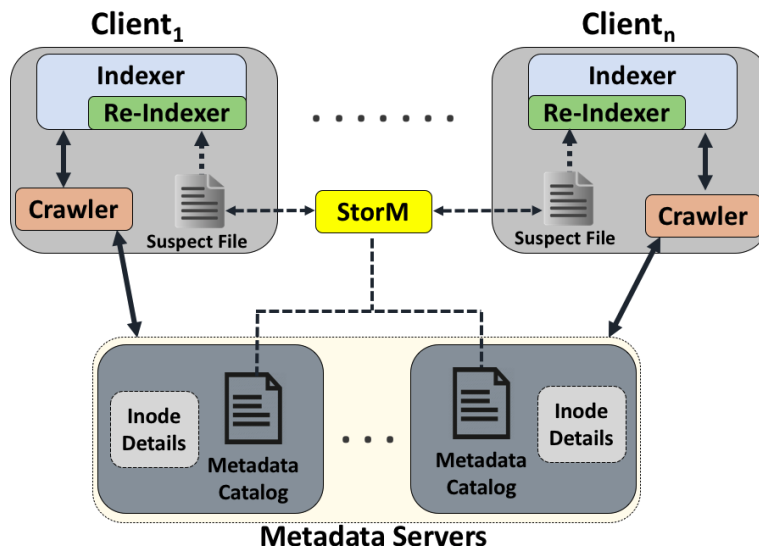 Client₁
Clientₙ
Indexer
Re-Indexer
Crawler
Suspect File
StorM
Indexer
Re-Indexer
Suspect File
Crawler
Inode
Details
Metadata
Catalog
Metadata
Catalog
Inode
Details
Metadata Servers